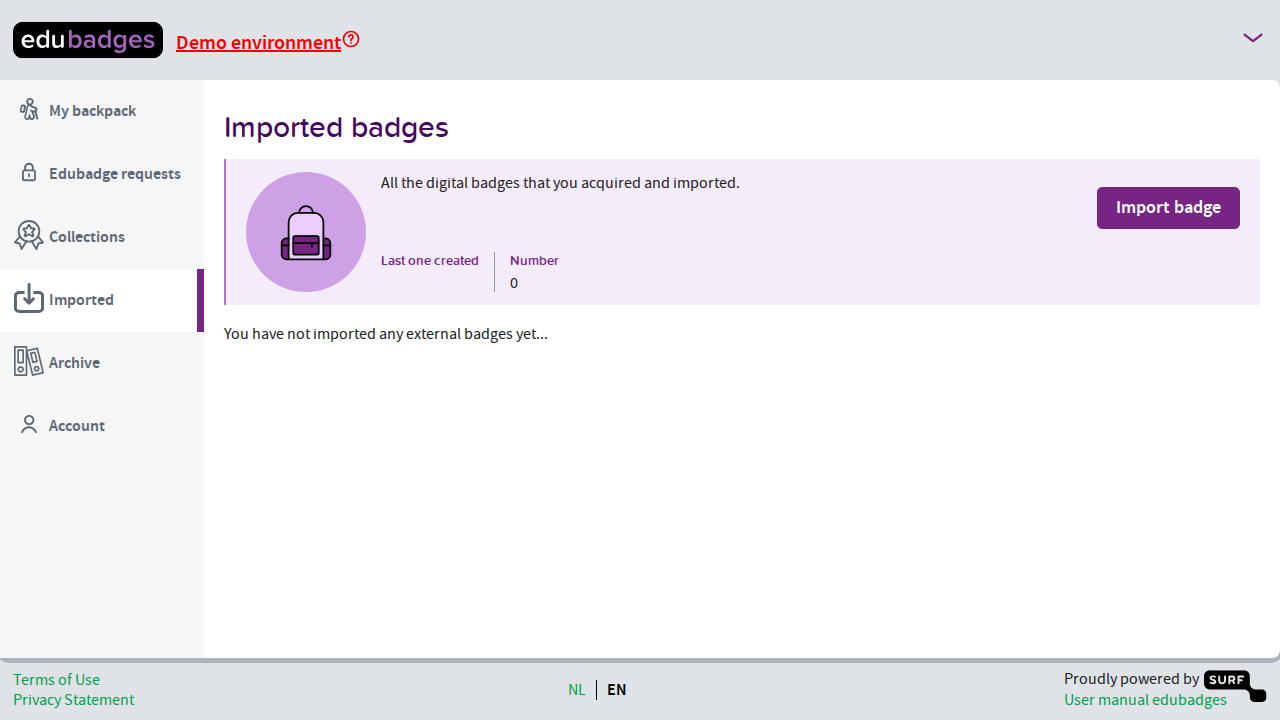 edubadges
Demo environment
My backpack
Edubadge requests
Collections
Imported
Archive
Account
Imported badges
All the digital badges that you acquired and imported.
Import badge
Last one created
Number
0
You have not imported any external badges yet...
Terms of Use
Privacy Statement
NL
EN
Proudly powered by SURF
User manual edubadges